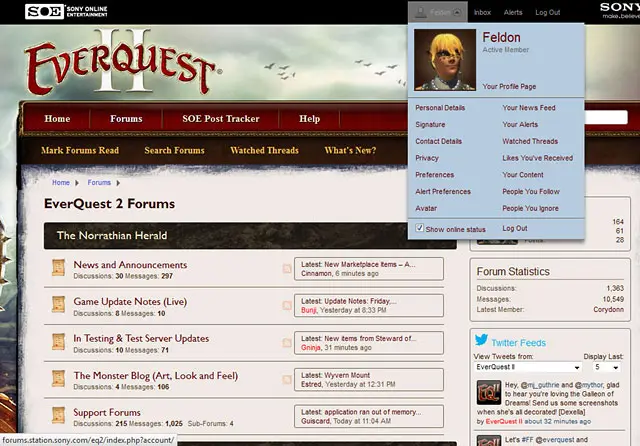 SOE SONY ONLINE ENTERTAINMENT
Feldon Inbox Alerts Log Out
SONY
make.believe
EVERQUEST II
Feldon
Active Member
Your Profile Page
Personal Details Your News Feed
Signature Your Alerts
Contact Details Watched Threads
Privacy Likes You've Received
Preferences Your Content
Alert Preferences People You Follow
Avatar People You Ignore
Show online status Log Out
Home Forums SOE Post Tracker Help
Mark Forums Read Search Forums Watched Threads What's New?
Home Forums
EverQuest 2 Forums
The Norrathian Herald
News and Announcements
Discussions: 30 Messages: 297
Latest: New Marketplace Items – A...
Cinnamon, 6 minutes ago
Game Update Notes (Live)
Discussions: 8 Messages: 10
Latest: Update Notes: Friday,...
Bunji, Yesterday at 8:33 PM
In Testing & Test Server Updates
Discussions: 10 Messages: 71
Latest: New items from Steward of...
Gninja, 31 minutes ago
The Monster Blog (Art, Look and Feel)
Discussions: 4 Messages: 106
Latest: Wyvern Mount
Estred, Yesterday at 12:31 PM
Support Forums
Discussions: 215 Messages: 1,025 Sub-Forums: 4
Latest: application ran out of memory...
Guiscard, Today at 11:04 AM
164
61
Points: 28
Forum Statistics
Discussions: 1,363
Messages: 10,549
Latest Member: Corydonn
Twitter Feeds
View Tweets from: Display Last:
EverQuest II 5
Hey, @mj_guthrie and @mythor, glad
to hear you're loving the Galleon of
Dreams! Send us some screenshots
when she's all decorated! [Dexella]
by EverQuest II about 32 minutes ago
Let's #FF @everquest and
forums.station.sony.com/eq2/index.php?account/